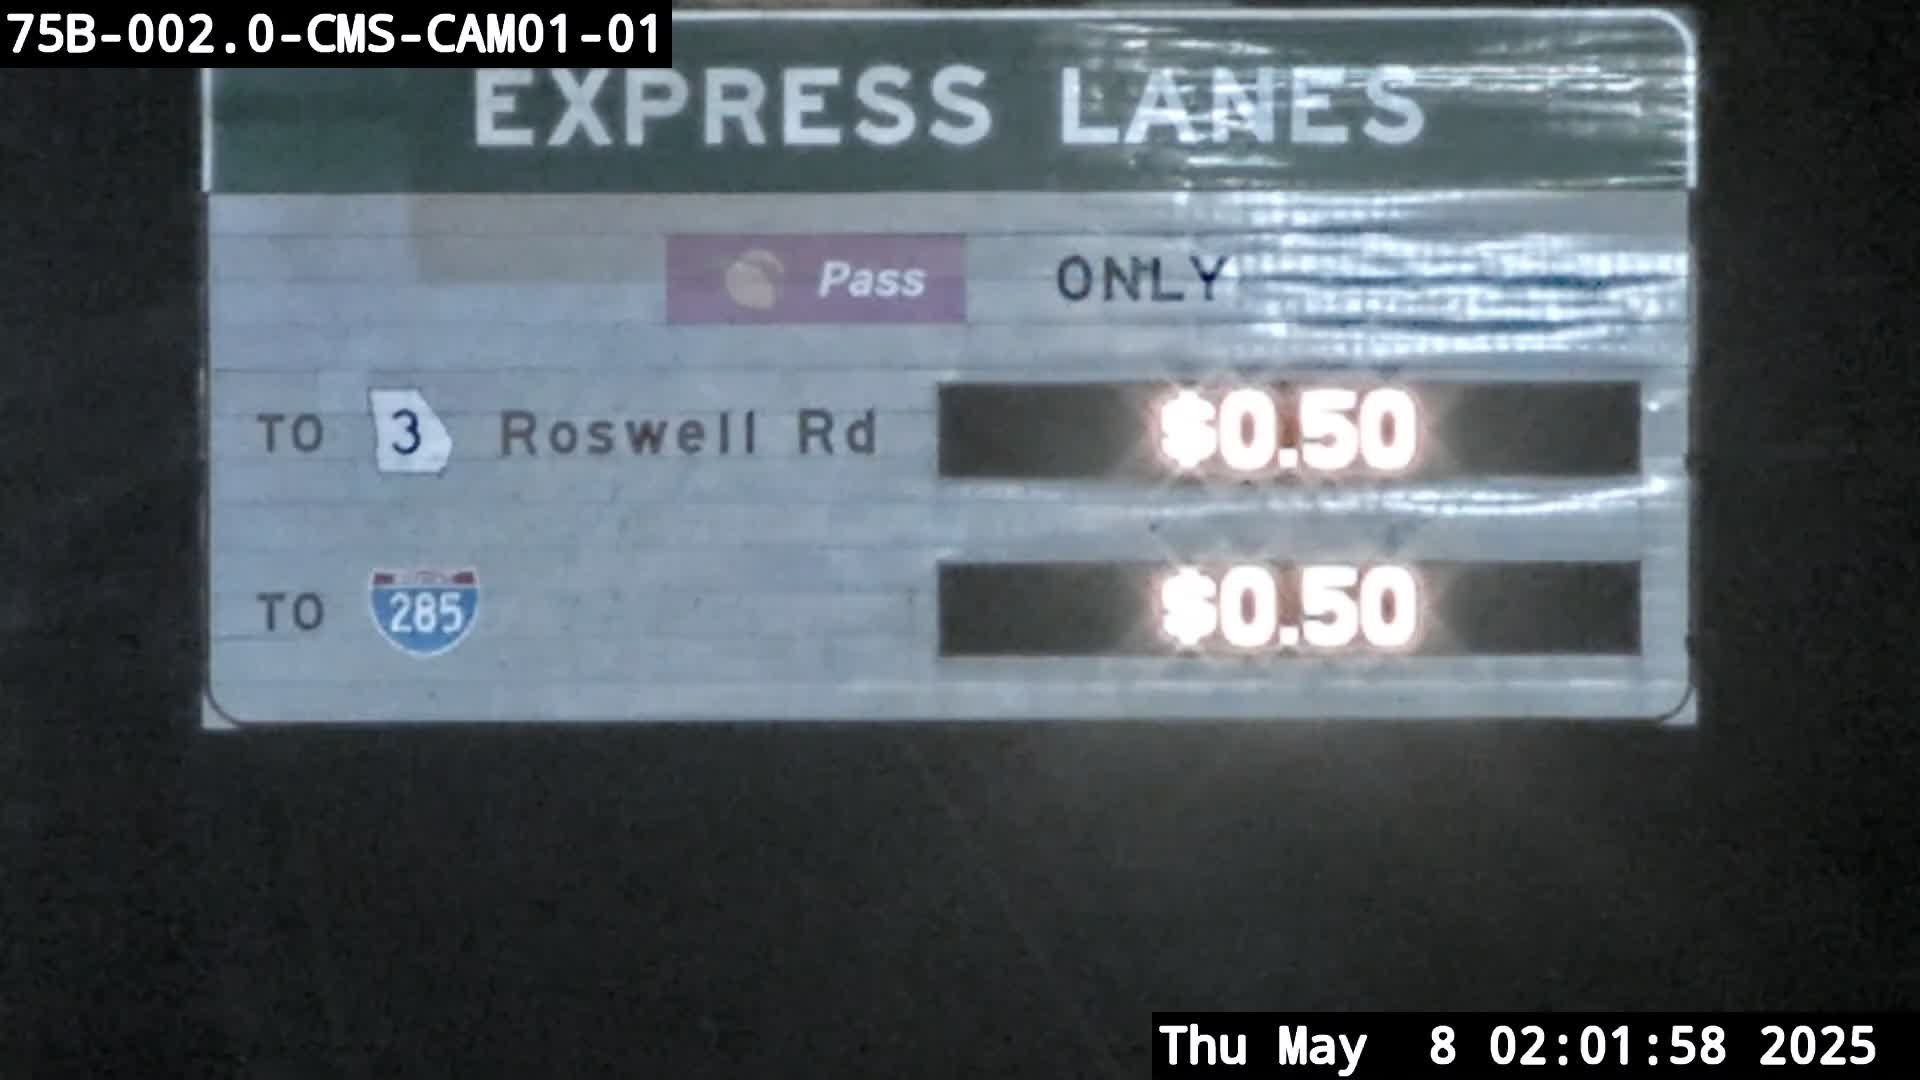 75B-002.0-CMS-CAM01-01
EXPRESS LANES
Pass ONLY
TO 3 Roswell Rd $0.50
TO 285 $0.50
Thu May 8 02:01:58 2025